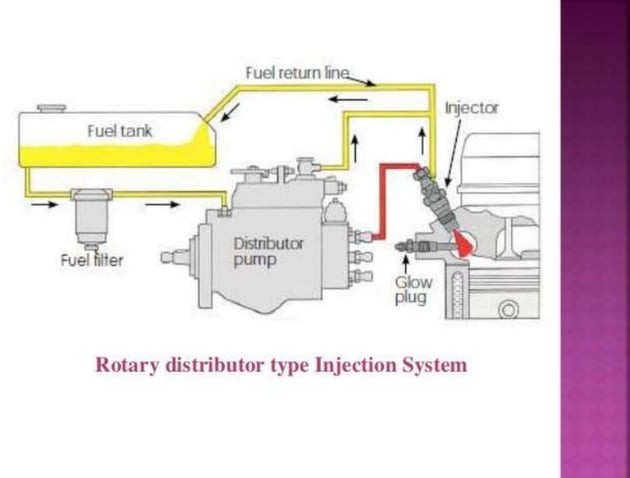 Fuel return line
Injector
Fuel tank
Fuel filter
Distributor
pump
Glow
plug
Rotary distributor type Injection System